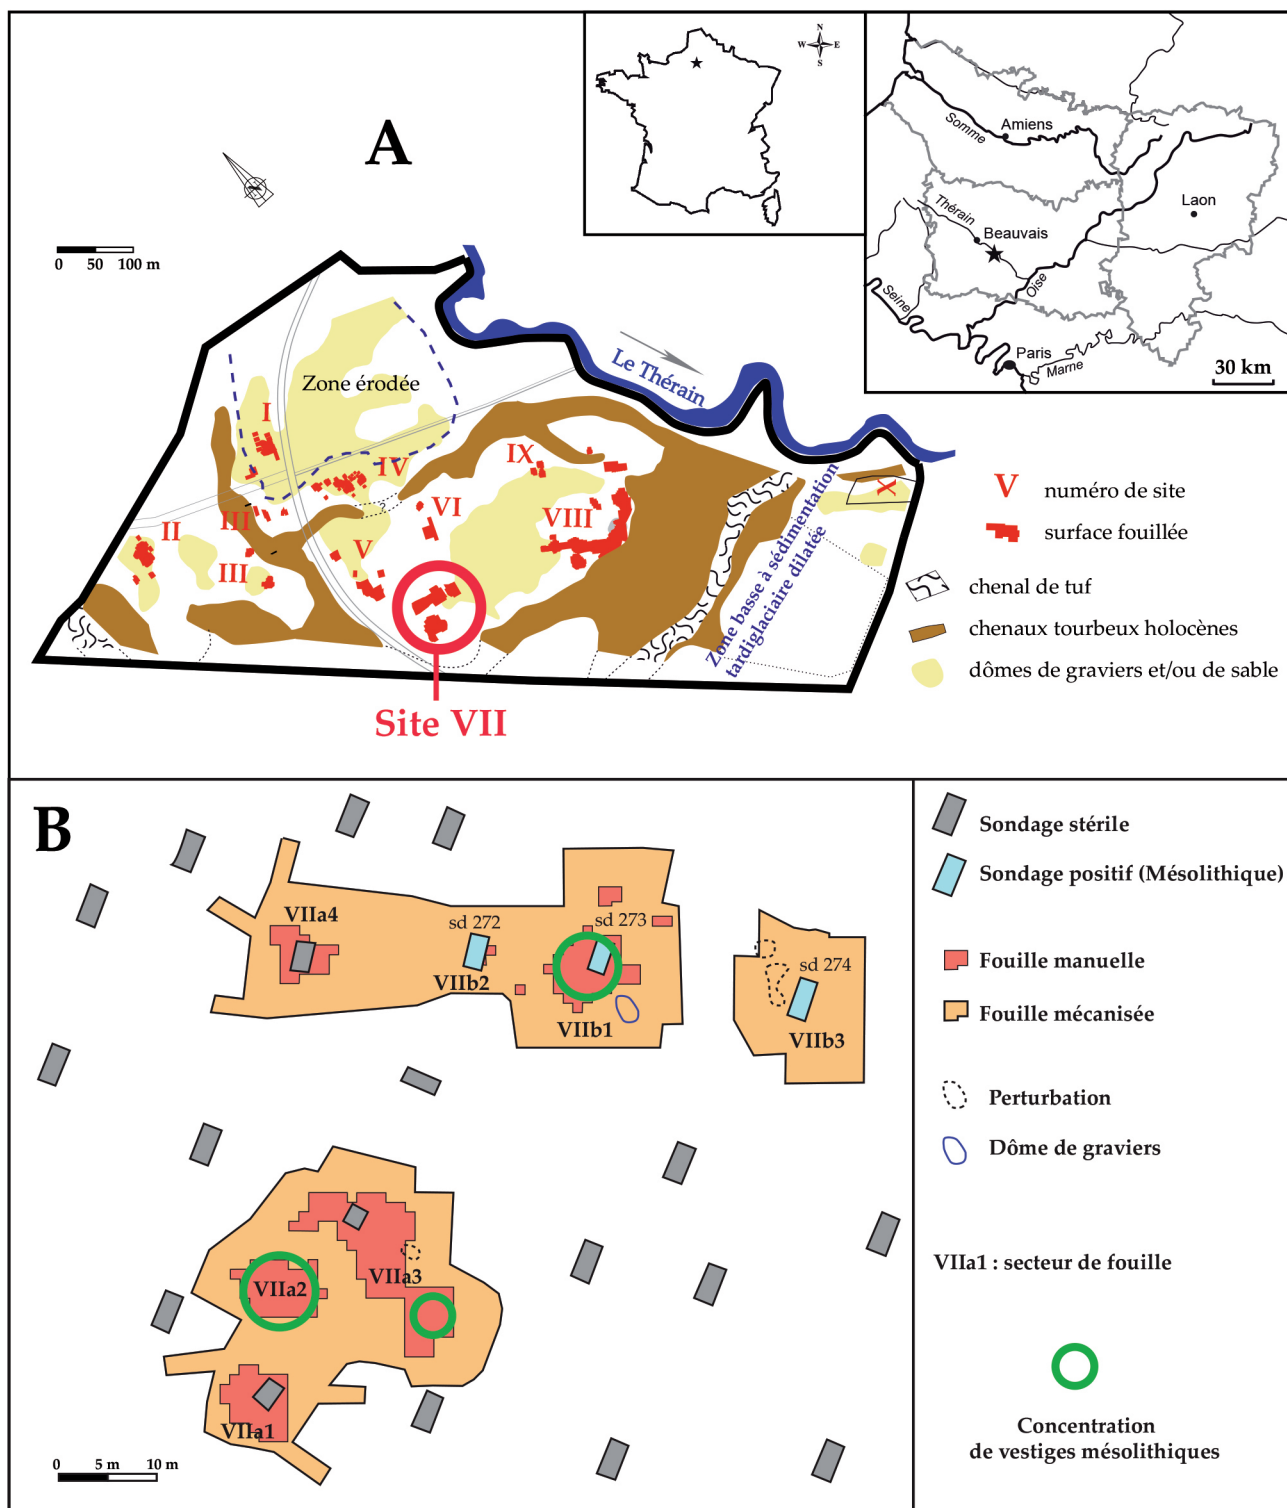 A
N
0 50 100 m
N
W E
S
Somme
Amiens
Laon
Thérain
Beauvais
Oise
Seine
Paris
Marne
30 km
Le Thérain
Zone érodée
I
IV
IX
II
III
VI
VIII
X
V
III
?
Zone basse à sédimentation
tardiglaciaire dilatée
Site VII
V numéro de site
surface fouillée
chenal de tuf
chenaux tourbeux holocènes
dômes de graviers et/ou de sable
B
VIIa4
sd 272
sd 273
VIIb2
VIIb1
sd 274
VIIb3
VIIa3
VIIa2
VIIa1
0 5 m 10 m
Sondage stérile
Sondage positif (Mésolithique)
Fouille manuelle
Fouille mécanisée
Perturbation
Dôme de graviers
VIIa1 : secteur de fouille
Concentration
de vestiges mésolithiques